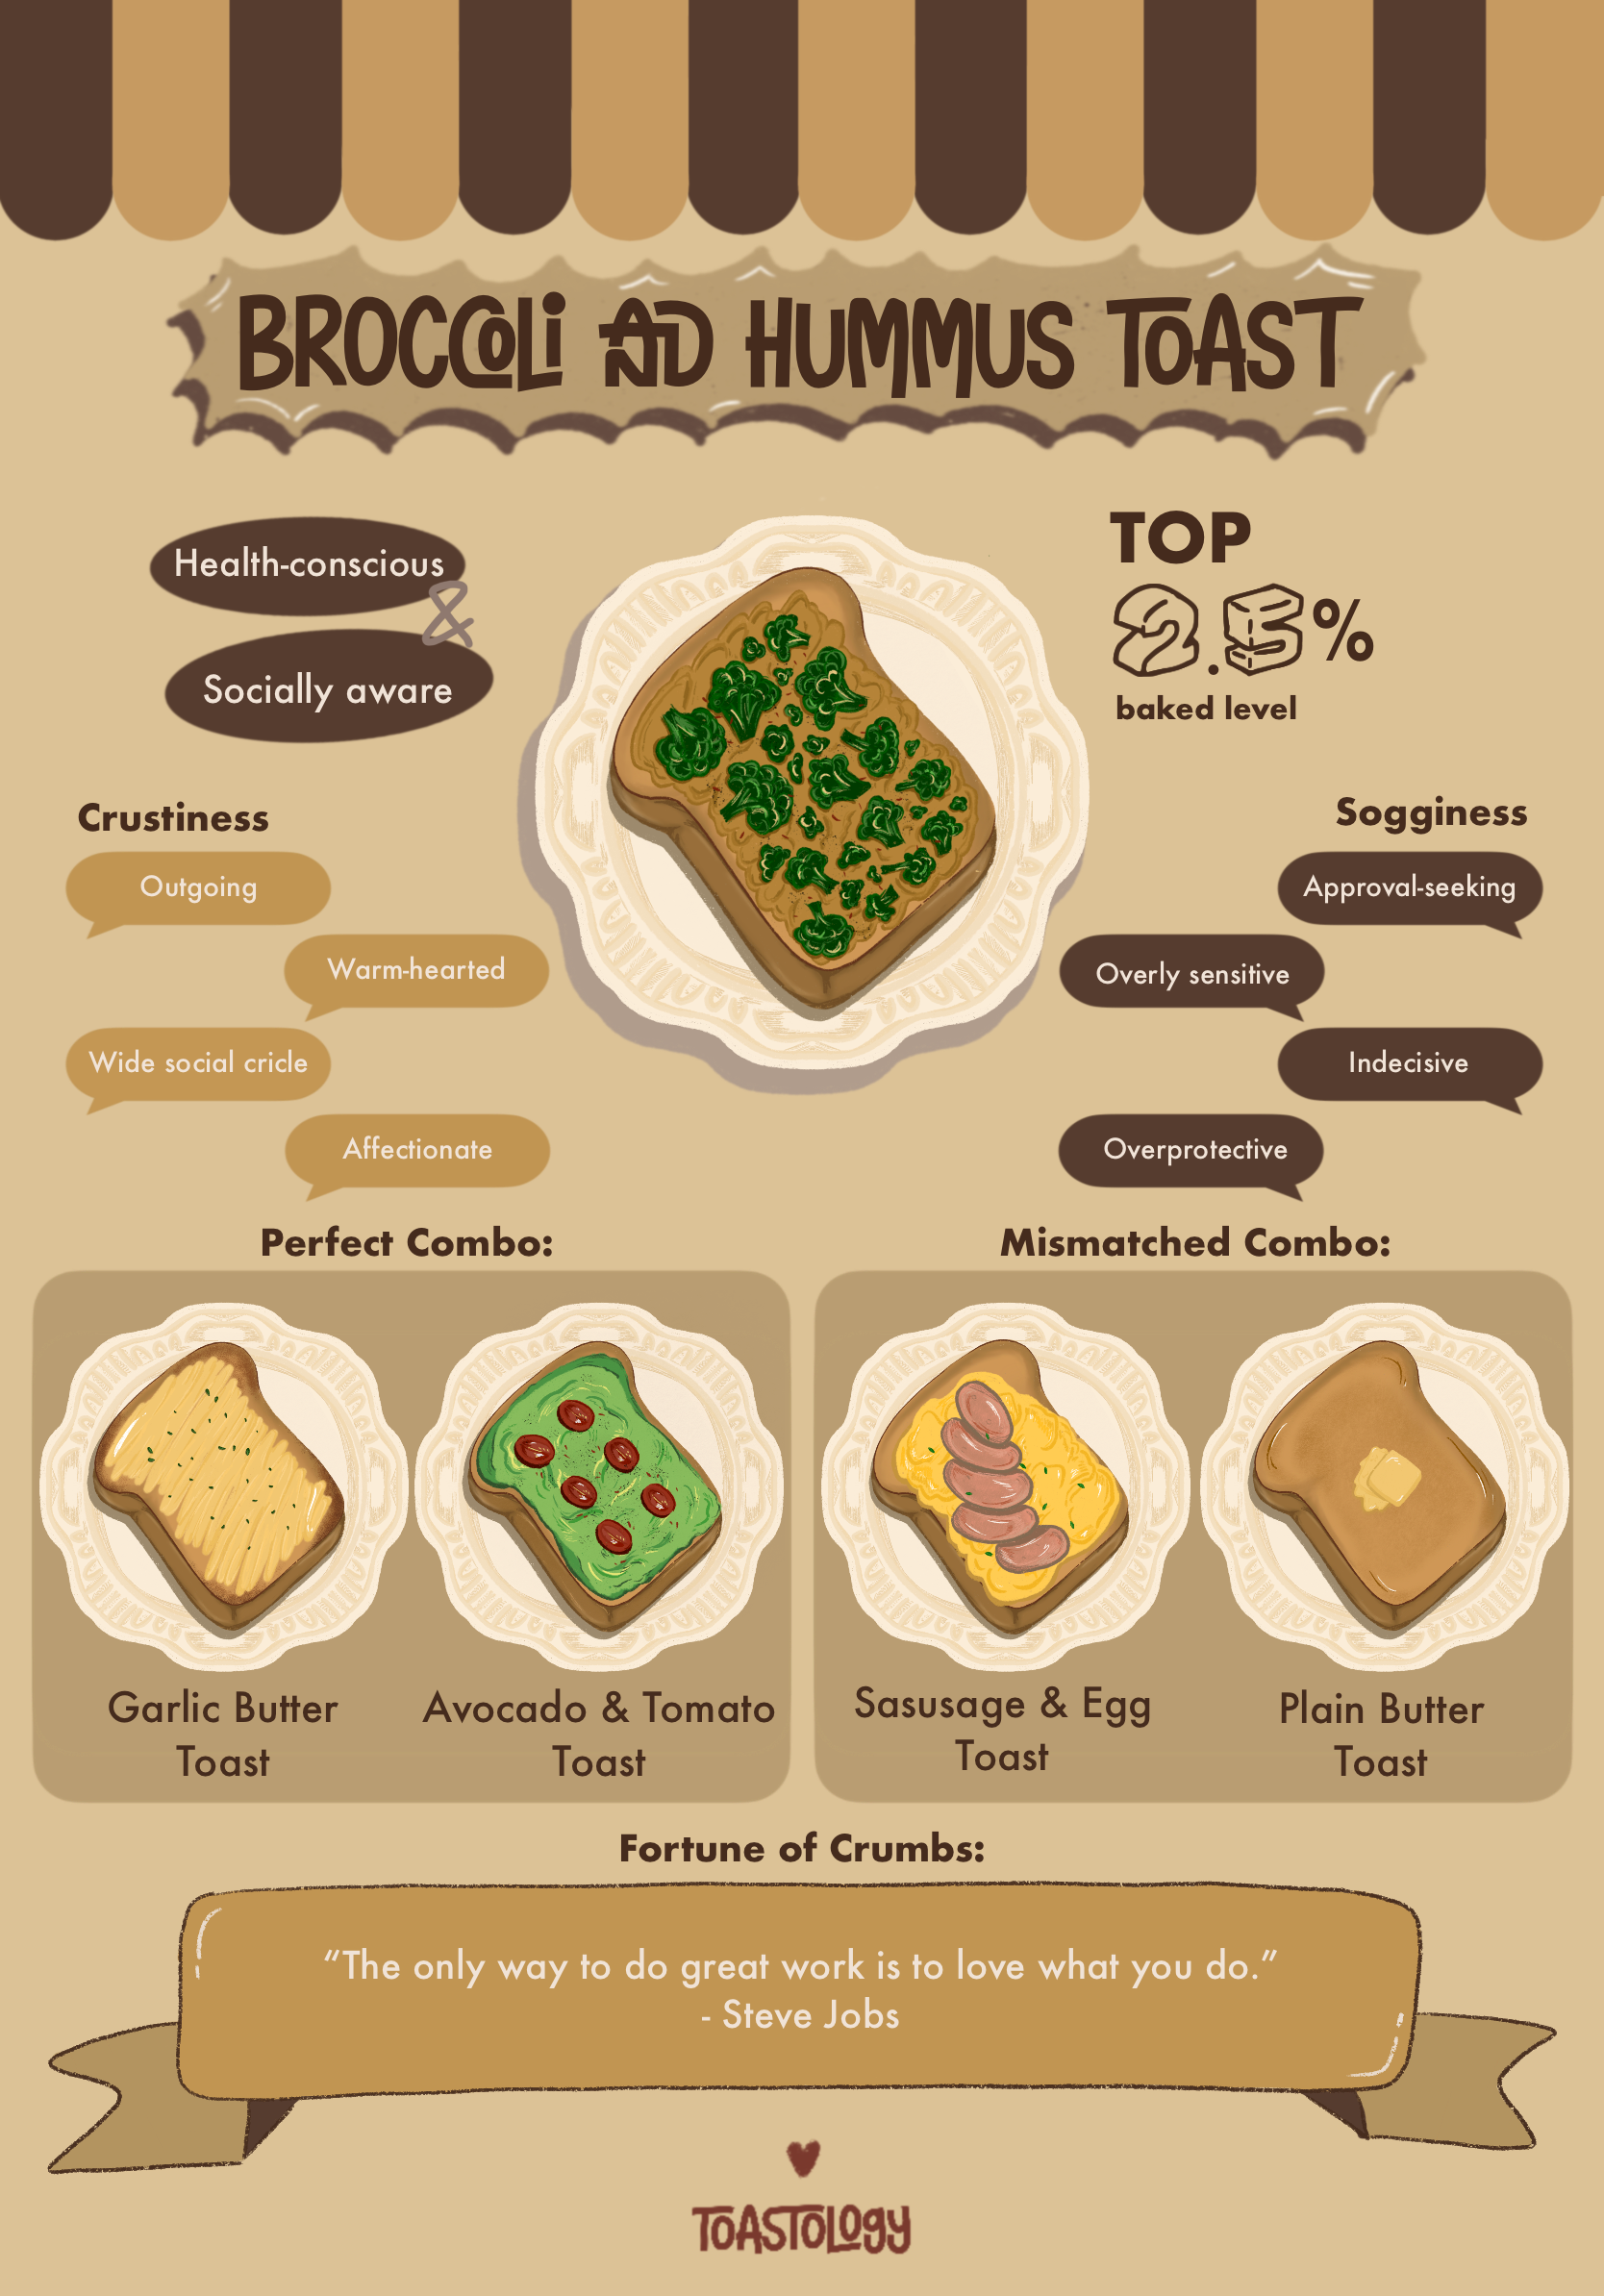 BROCCOLi AND HUMMUS TOAST
Health-conscious
&
Socially aware
TOP
2.5%
baked level
Crustiness
Outgoing
Warm-hearted
Wide social cricle
Affectionate
Sogginess
Approval-seeking
Overly sensitive
Indecisive
Overprotective
Perfect Combo:
Garlic Butter
Toast
Avocado & Tomato
Toast
Mismatched Combo:
Sasusage & Egg
Toast
Plain Butter
Toast
Fortune of Crumbs:
“The only way to do great work is to love what you do.”
- Steve Jobs
TOASTOLOgy